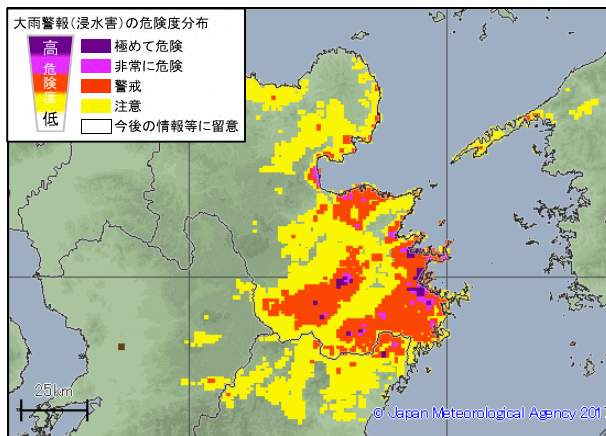 大雨警報(浸水害)の危険度分布
高
危険度
低
極めて危険
非常に危険
警戒
注意
今後の情報等に留意
25km
© Japan Meteorological Agency 2017